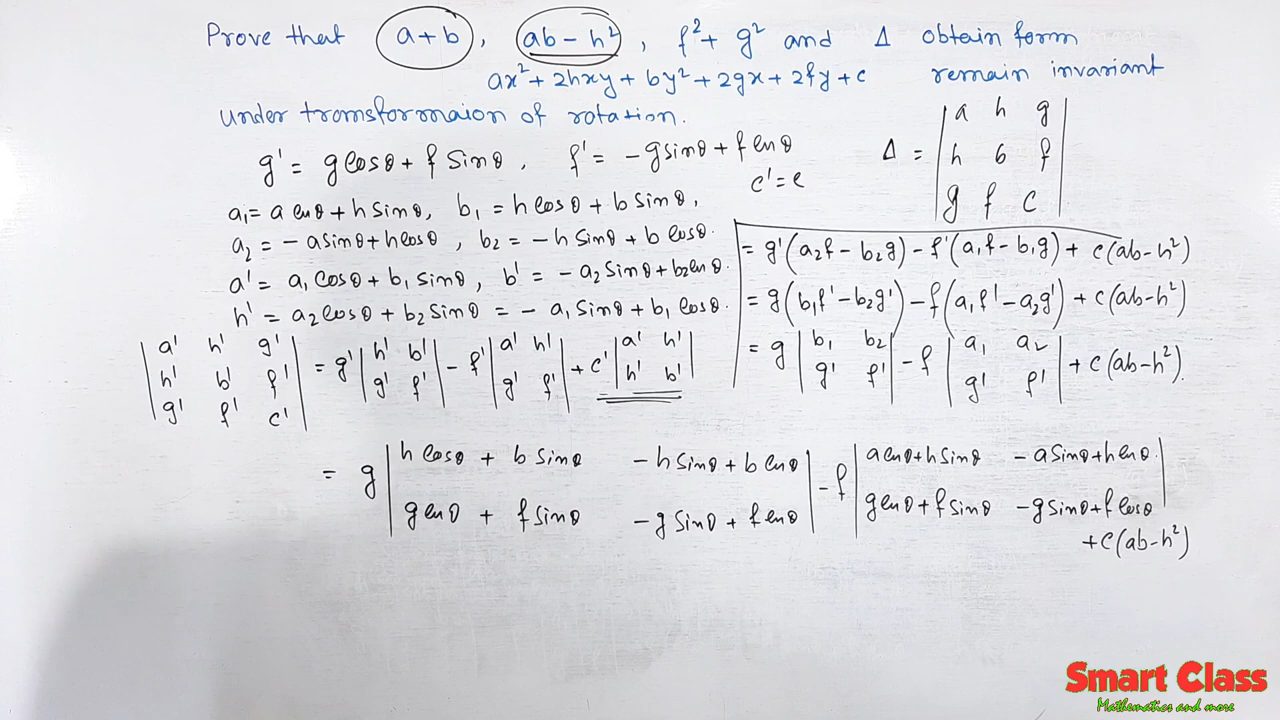 Prove that a+b, ab-h², f²+g² and Δ obtain form
ax²+2hxy+by²+2gx+2fy+c remain invariant
under transformaion of rotation.
g' = g cosθ + f sinθ, f' = -g sinθ + f cosθ
c' = c
Δ = | a h g |
| h b f |
| g f c |
a₁ = a cosθ + h sinθ, b₁ = h cosθ + b sinθ,
a₂ = -a sinθ + h cosθ, b₂ = -h sinθ + b cosθ.
a' = a₁ cosθ + b₁ sinθ, b' = -a₂ sinθ + b₂ cosθ.
h' = a₂ cosθ + b₂ sinθ = -a₁ sinθ + b₁ cosθ.
| a' h' g' |
| h' b' f' |
| g' f' c' |
= g' | h' b' | - f' | a' h' | + c' | a' h' |
| g' f' | | g' f' | | h' b' |
= g'(a₂f - b₂g) - f'(a₁f - b₁g) + c(ab-h²)
= g(b₁f' - b₂g') - f(a₁f' - a₂g') + c(ab-h²)
= g | b₁ b₂ | - f | a₁ a₂ | + c(ab-h²).
| g' f' | | g' f' |
= g | h cosθ + b sinθ -h sinθ + b cosθ | - f | a cosθ + h sinθ -a sinθ + h cosθ. |
| g cosθ + f sinθ -g sinθ + f cosθ | | g cosθ + f sinθ -g sinθ + f cosθ |
+c(ab-h²)
Smart Class
Mathematics and more